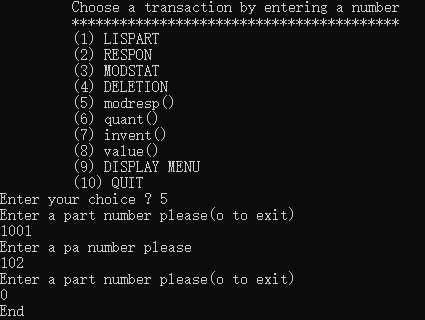 Choose a transaction by entering a number
*****************************************
(1) LISPART
(2) RESPON
(3) MODSTAT
(4) DELETION
(5) modresp()
(6) quant()
(7) invent()
(8) value()
(9) DISPLAY MENU
(10) QUIT
Enter your choice ? 5
Enter a part number please(o to exit)
1001
Enter a pa number please
102
Enter a part number please(o to exit)
0
End